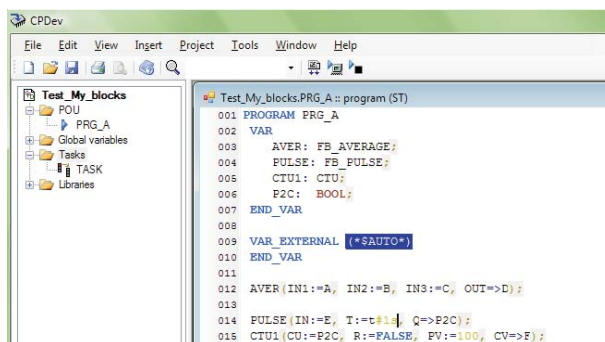 CPDev
File Edit View Insert Project Tools Window Help
Test_My_blocks
POU
PRG_A
Global variables
Tasks
TASK
Libraries
Test_My_blocks.PRG_A :: program (ST)
001 PROGRAM PRG_A
002 VAR
003 AVER: FB_AVERAGE;
004 PULSE: FB_PULSE;
005 CTU1: CTU;
006 P2C: BOOL;
007 END_VAR
008
009 VAR_EXTERNAL (*$AUTO*)
010 END_VAR
011
012 AVER(IN1:=A, IN2:=B, IN3:=C, OUT=>D);
013
014 PULSE(IN:=E, T:=t#1s, Q=>P2C);
015 CTU1(CU:=P2C, R:=FALSE, PV:=100, CV=>F);